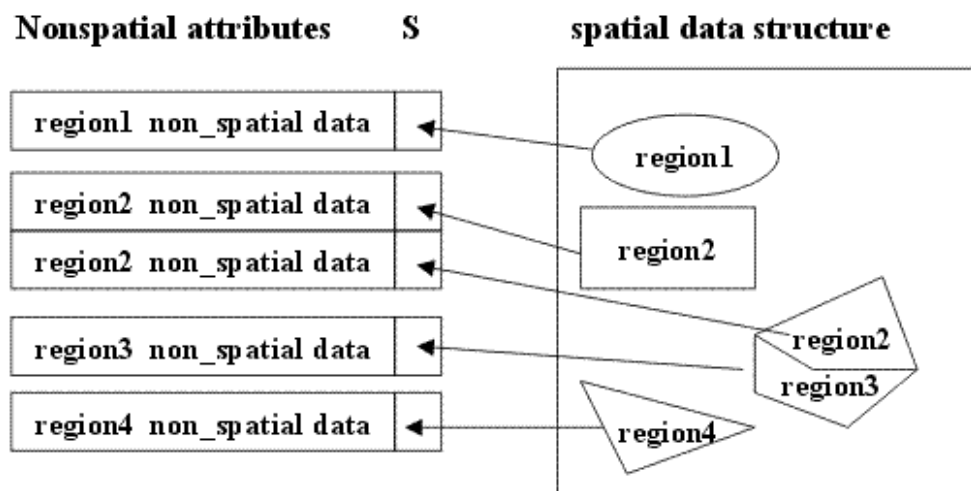 Nonspatial attributes S spatial data structure
region1 non_spatial data
region1
region2 non_spatial data
region2
region2 non_spatial data
region2
region3 non_spatial data
region3
region4 non_spatial data
region4